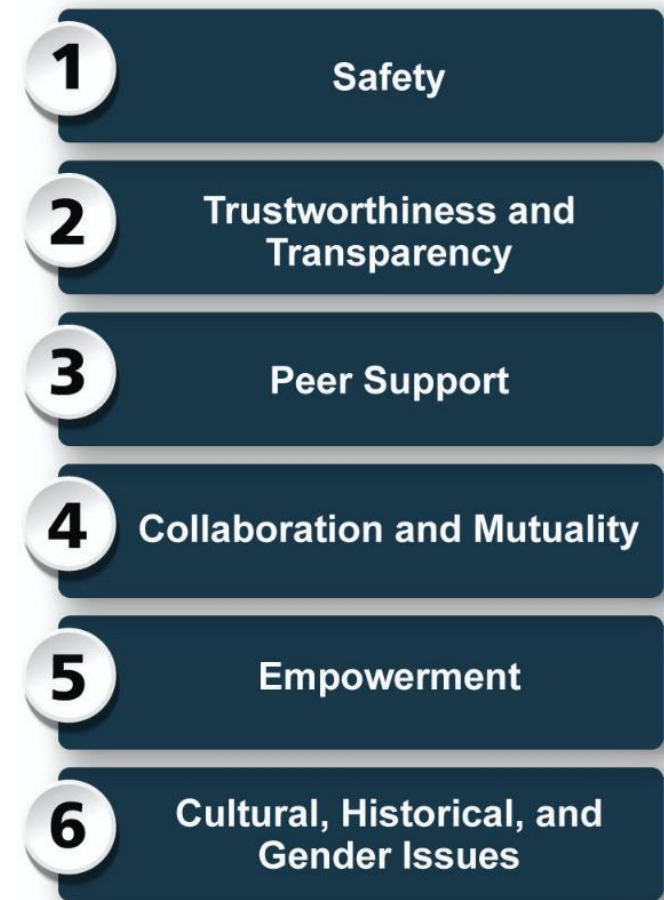 1
Safety
2
Trustworthiness and
Transparency
3
Peer Support
4
Collaboration and Mutuality
5
Empowerment
6
Cultural, Historical, and
Gender Issues